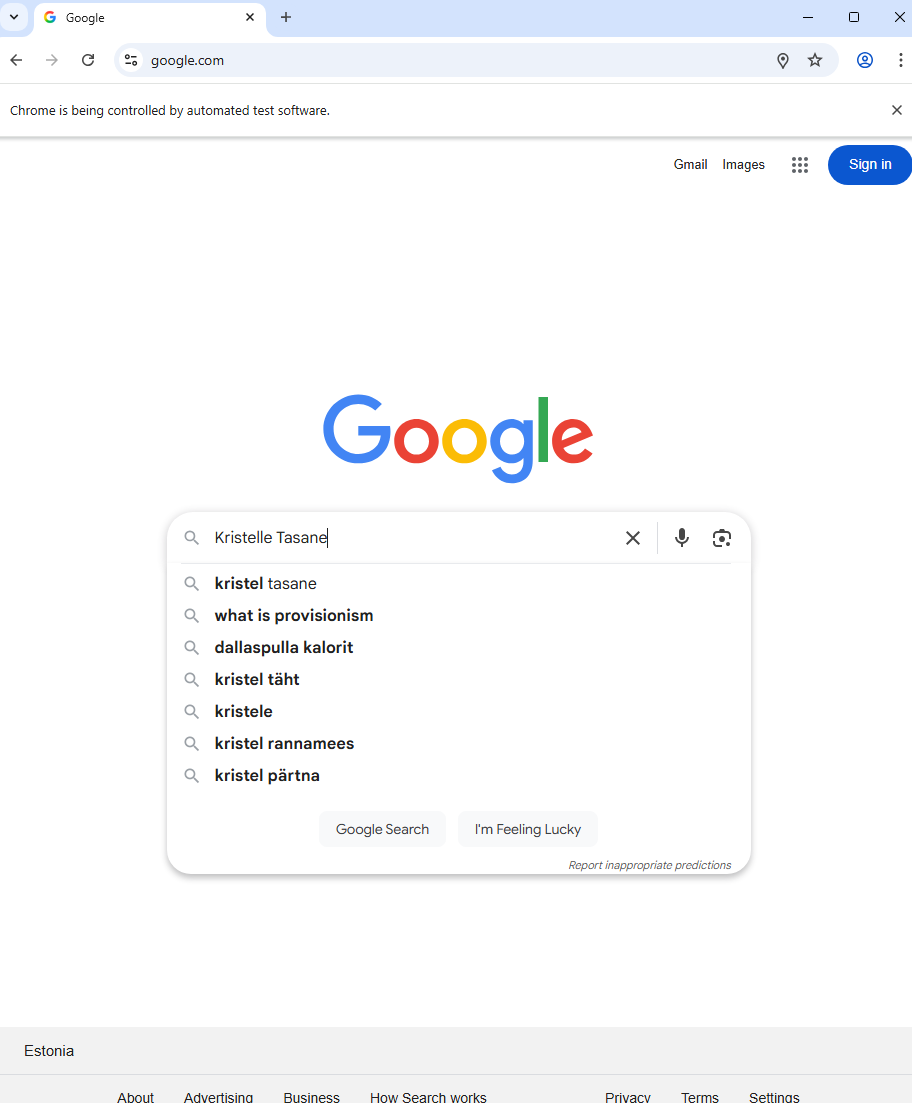 Google
google.com
Chrome is being controlled by automated test software.
Gmail Images Sign in
Google
Kristelle Tasane
kristel tasane
what is provisionism
dallaspulla kalorit
kristel täht
kristele
kristel rannamees
kristel pärtna
Google Search I'm Feeling Lucky
Report inappropriate predictions
Estonia
About Advertising Business How Search works Privacy Terms Settings